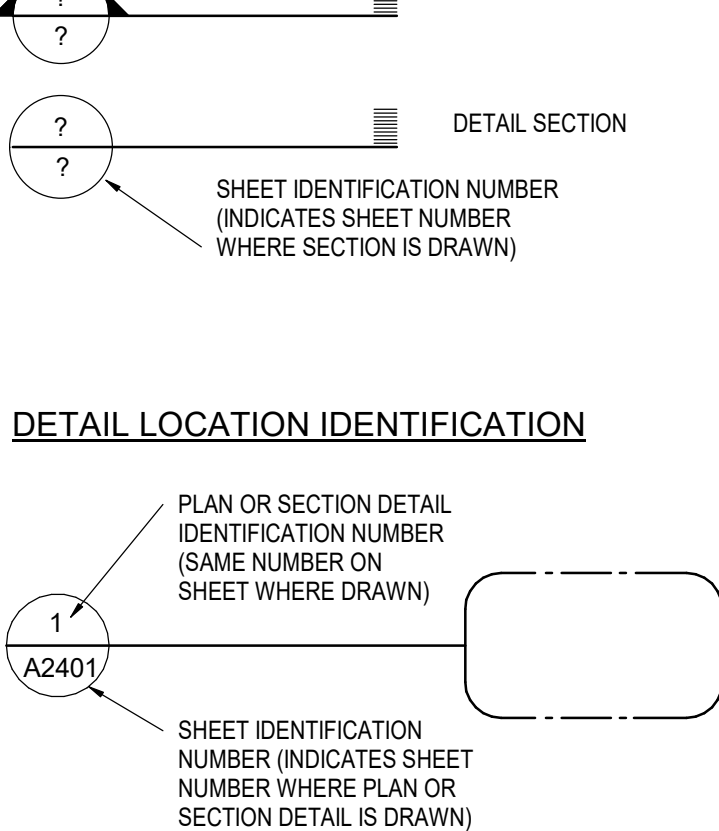 ?
?
?
?
DETAIL SECTION
SHEET IDENTIFICATION NUMBER
(INDICATES SHEET NUMBER
WHERE SECTION IS DRAWN)
DETAIL LOCATION IDENTIFICATION
PLAN OR SECTION DETAIL
IDENTIFICATION NUMBER
(SAME NUMBER ON
SHEET WHERE DRAWN)
1
A2401
SHEET IDENTIFICATION
NUMBER (INDICATES SHEET
NUMBER WHERE PLAN OR
SECTION DETAIL IS DRAWN)